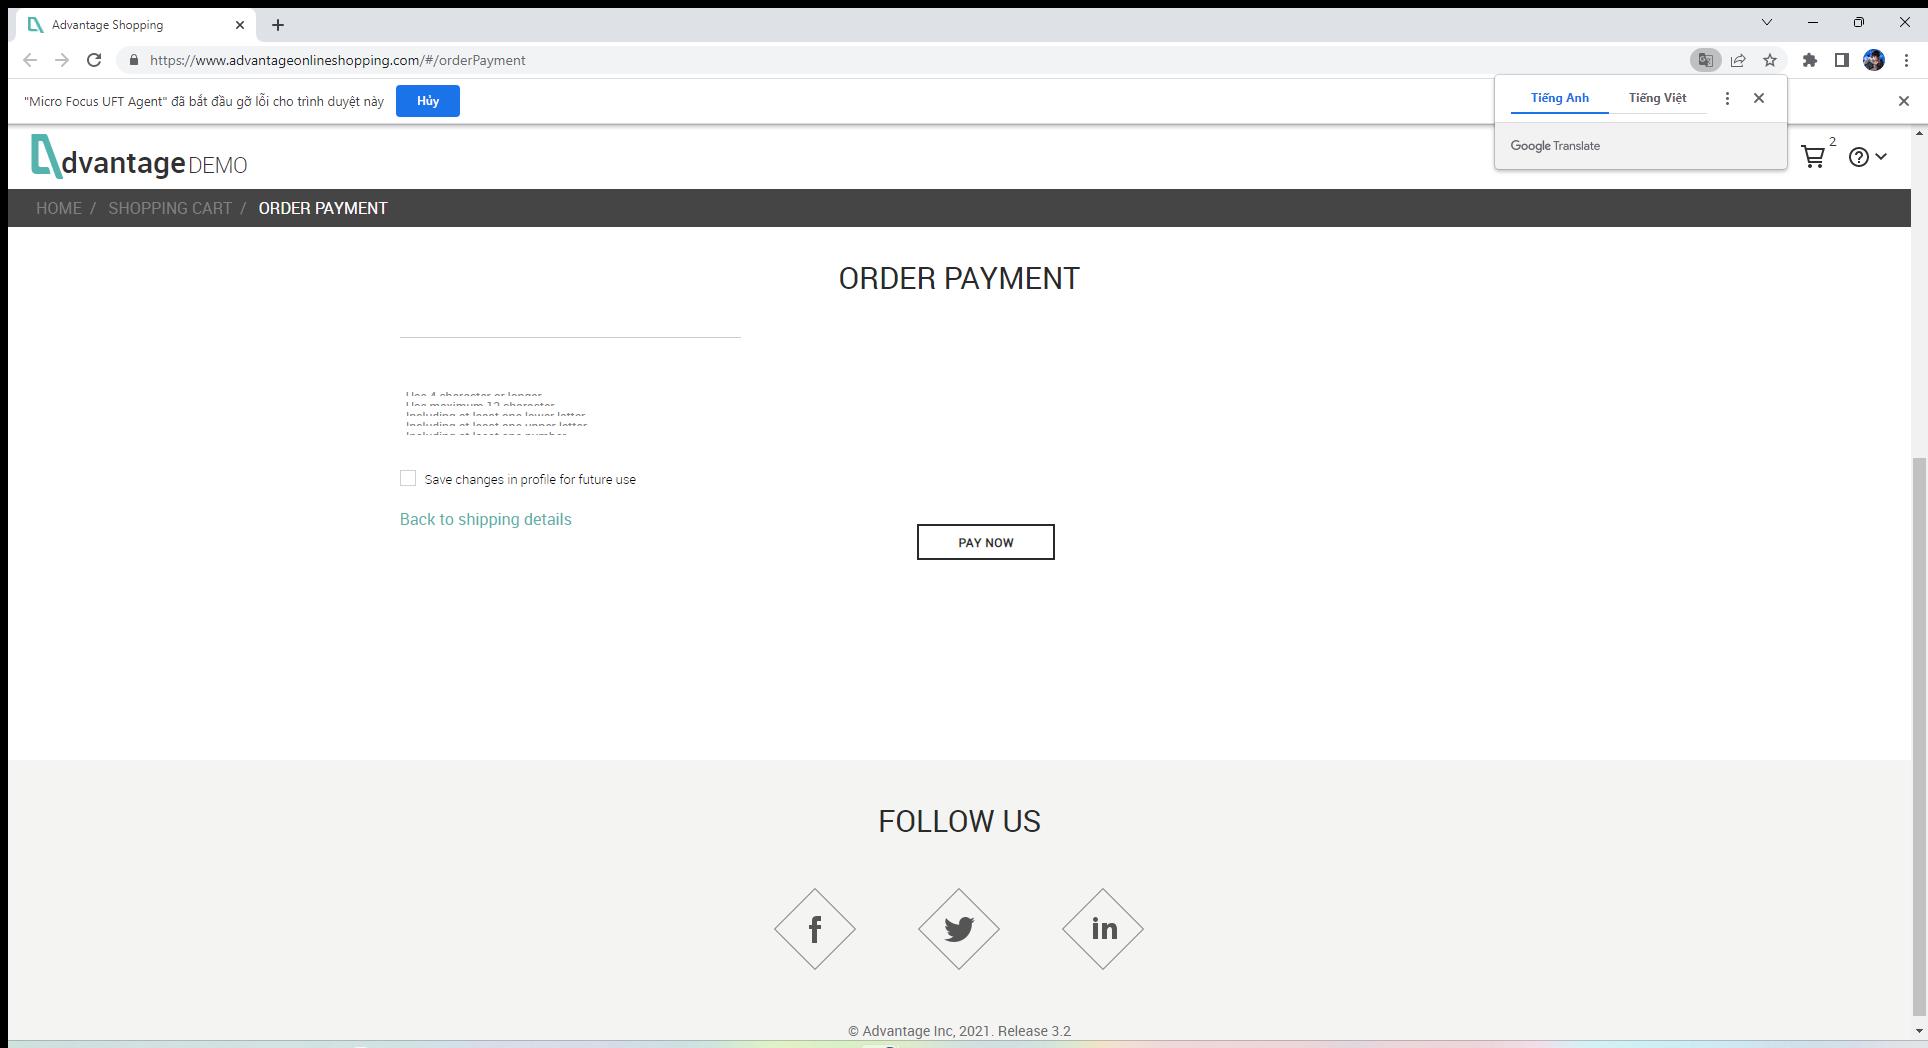 Advantage Shopping
https://www.advantageonlineshopping.com/#/orderPayment
"Micro Focus UFT Agent" đã bắt đầu gỡ lỗi cho trình duyệt này
Hủy
Tiếng Anh
Tiếng Việt
Google Translate
dvantage DEMO
2
HOME / SHOPPING CART / ORDER PAYMENT
ORDER PAYMENT
Use 4 character or longer
Use maximum 12 character
Including at least one lower letter
Including at least one upper letter
Including at least one number
Save changes in profile for future use
Back to shipping details
PAY NOW
FOLLOW US
f
in
© Advantage Inc, 2021. Release 3.2